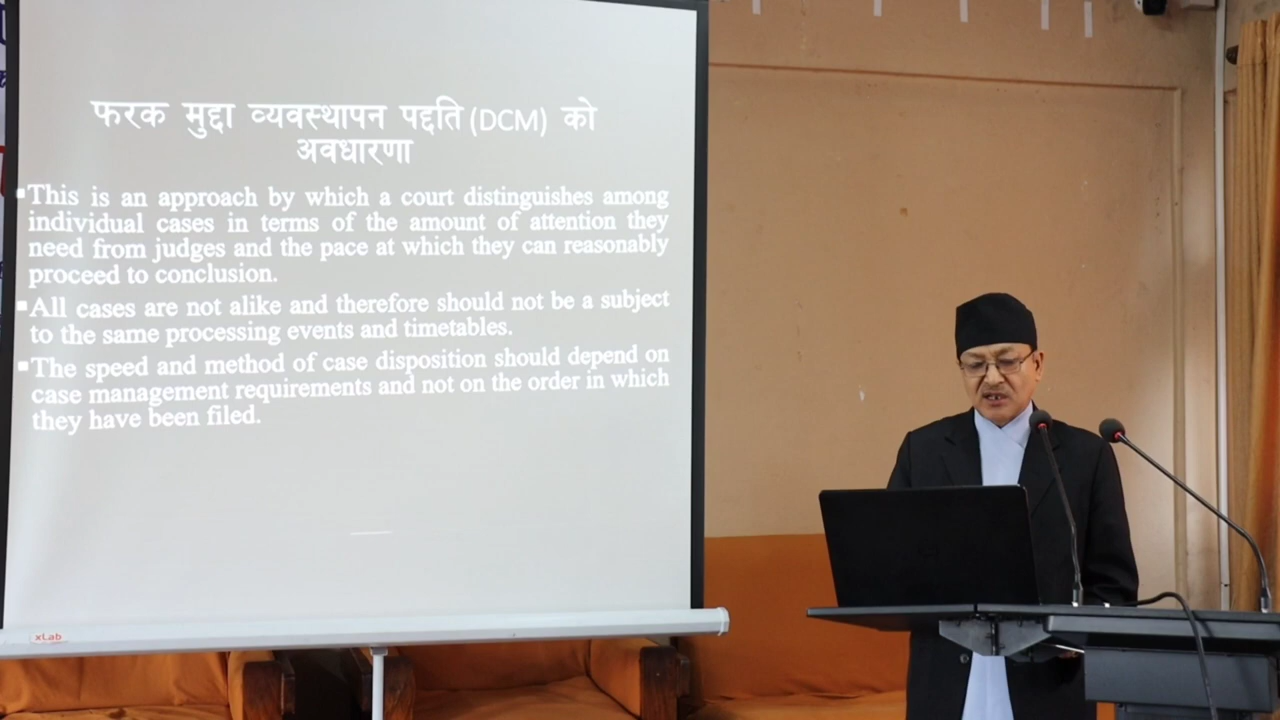 फरक मुद्दा व्यवस्थापन पद्दति (DCM) को
अवधारणा
▪This is an approach by which a court distinguishes among
individual cases in terms of the amount of attention they
need from judges and the pace at which they can reasonably
proceed to conclusion.
▪All cases are not alike and therefore should not be a subject
to the same processing events and timetables.
▪The speed and method of case disposition should depend on
case management requirements and not on the order in which
they have been filed.
xLab